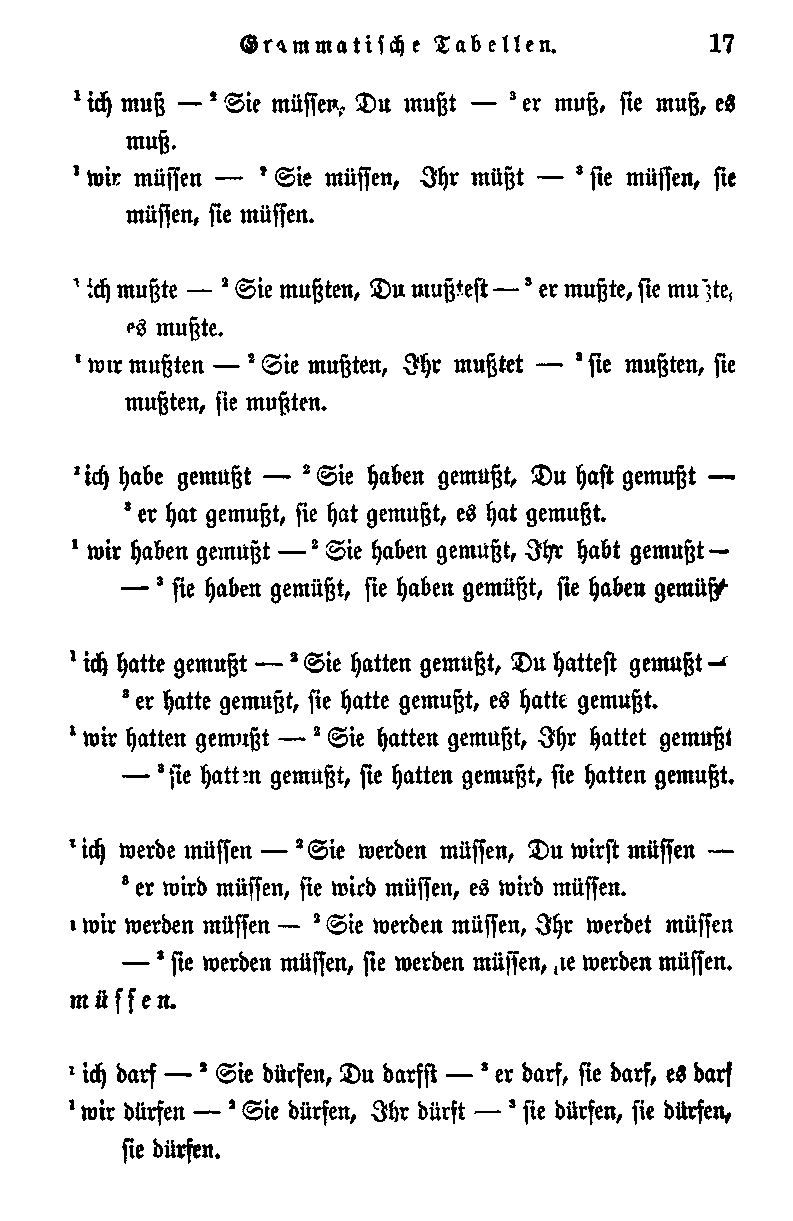 Grammatische Tabellen. 17
¹ ich muß — ² Sie müssen, Du mußt — ³ er muß, sie muß, es
muß.
¹ wir müssen — ² Sie müssen, Ihr müßt — ³ sie müssen, sie
müssen, sie müssen.
¹ ich mußte — ² Sie mußten, Du mußtest — ³ er mußte, sie mußte,
es mußte.
¹ wir mußten — ² Sie mußten, Ihr mußtet — ³ sie mußten, sie
mußten, sie mußten.
¹ ich habe gemußt — ² Sie haben gemußt, Du hast gemußt —
³ er hat gemußt, sie hat gemußt, es hat gemußt.
¹ wir haben gemußt — ² Sie haben gemußt, Ihr habt gemußt —
— ³ sie haben gemüßt, sie haben gemüßt, sie haben gemüßt
¹ ich hatte gemußt — ² Sie hatten gemußt, Du hattest gemußt —
³ er hatte gemußt, sie hatte gemußt, es hatte gemußt.
¹ wir hatten gemußt — ² Sie hatten gemußt, Ihr hattet gemußt
— ³ sie hatten gemußt, sie hatten gemußt, sie hatten gemußt.
¹ ich werde müssen — ² Sie werden müssen, Du wirst müssen —
³ er wird müssen, sie wird müssen, es wird müssen.
¹ wir werden müssen — ² Sie werden müssen, Ihr werdet müssen
— ³ sie werden müssen, sie werden müssen, sie werden müssen.
müssen.
¹ ich darf — ² Sie dürfen, Du darfst — ³ er darf, sie darf, es darf
¹ wir dürfen — ² Sie dürfen, Ihr dürft — ³ sie dürfen, sie dürfen,
sie dürfen.